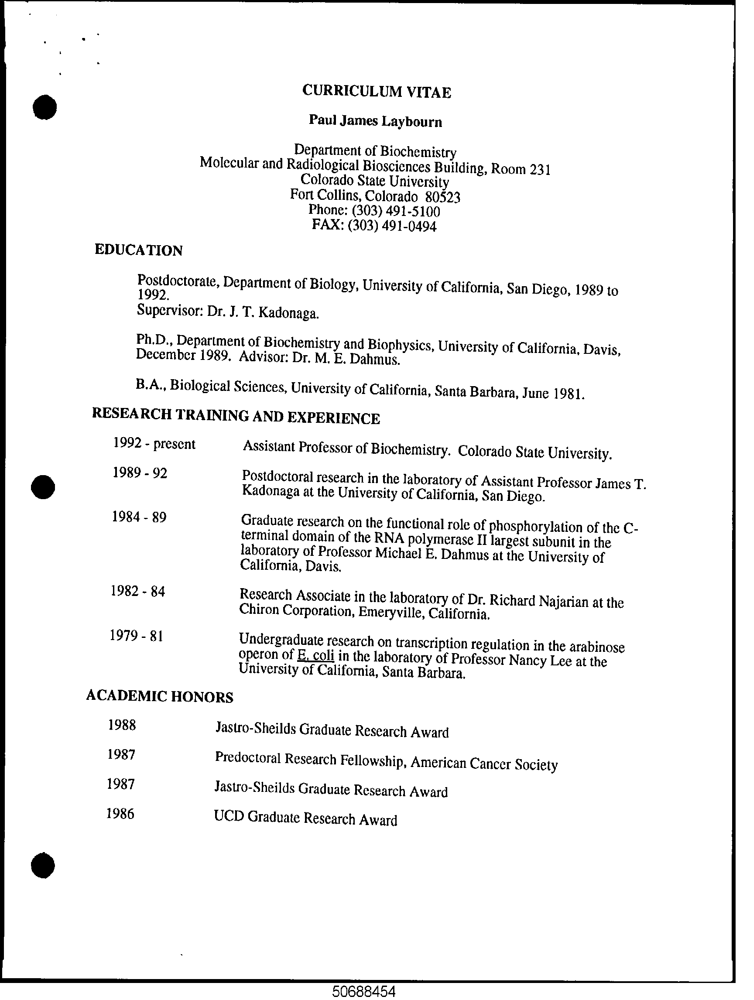 CURRICULUM VITAE
Paul James Laybourn
Department of Biochemistry
Molecular and Radiological Biosciences Building, Room 231
Colorado State University
Fort Collins, Colorado 80523
Phone: (303) 491-5100
FAX: (303) 491-0494
EDUCATION
Postdoctorate, Department of Biology, University of California, San Diego, 1989 to
1992.
Supervisor: Dr. J. T. Kadonaga.
Ph.D., Department of Biochemistry and Biophysics, University of California, Davis,
December 1989. Advisor: Dr. M. E. Dahmus.
B.A., Biological Sciences, University of California, Santa Barbara, June 1981.
RESEARCH TRAINING AND EXPERIENCE
1992 - present Assistant Professor of Biochemistry. Colorado State University.
1989 - 92 Postdoctoral research in the laboratory of Assistant Professor James T.
Kadonaga at the University of California, San Diego.
1984 - 89 Graduate research on the functional role of phosphorylation of the C-
terminal domain of the RNA polymerase II largest subunit in the
laboratory of Professor Michael E. Dahmus at the University of
California, Davis.
1982 - 84 Research Associate in the laboratory of Dr. Richard Najarian at the
Chiron Corporation, Emeryville, California.
1979 - 81 Undergraduate research on transcription regulation in the arabinose
operon of E. coli in the laboratory of Professor Nancy Lee at the
University of California, Santa Barbara.
ACADEMIC HONORS
1988 Jastro-Sheilds Graduate Research Award
1987 Predoctoral Research Fellowship, American Cancer Society
1987 Jastro-Sheilds Graduate Research Award
1986 UCD Graduate Research Award
50688454